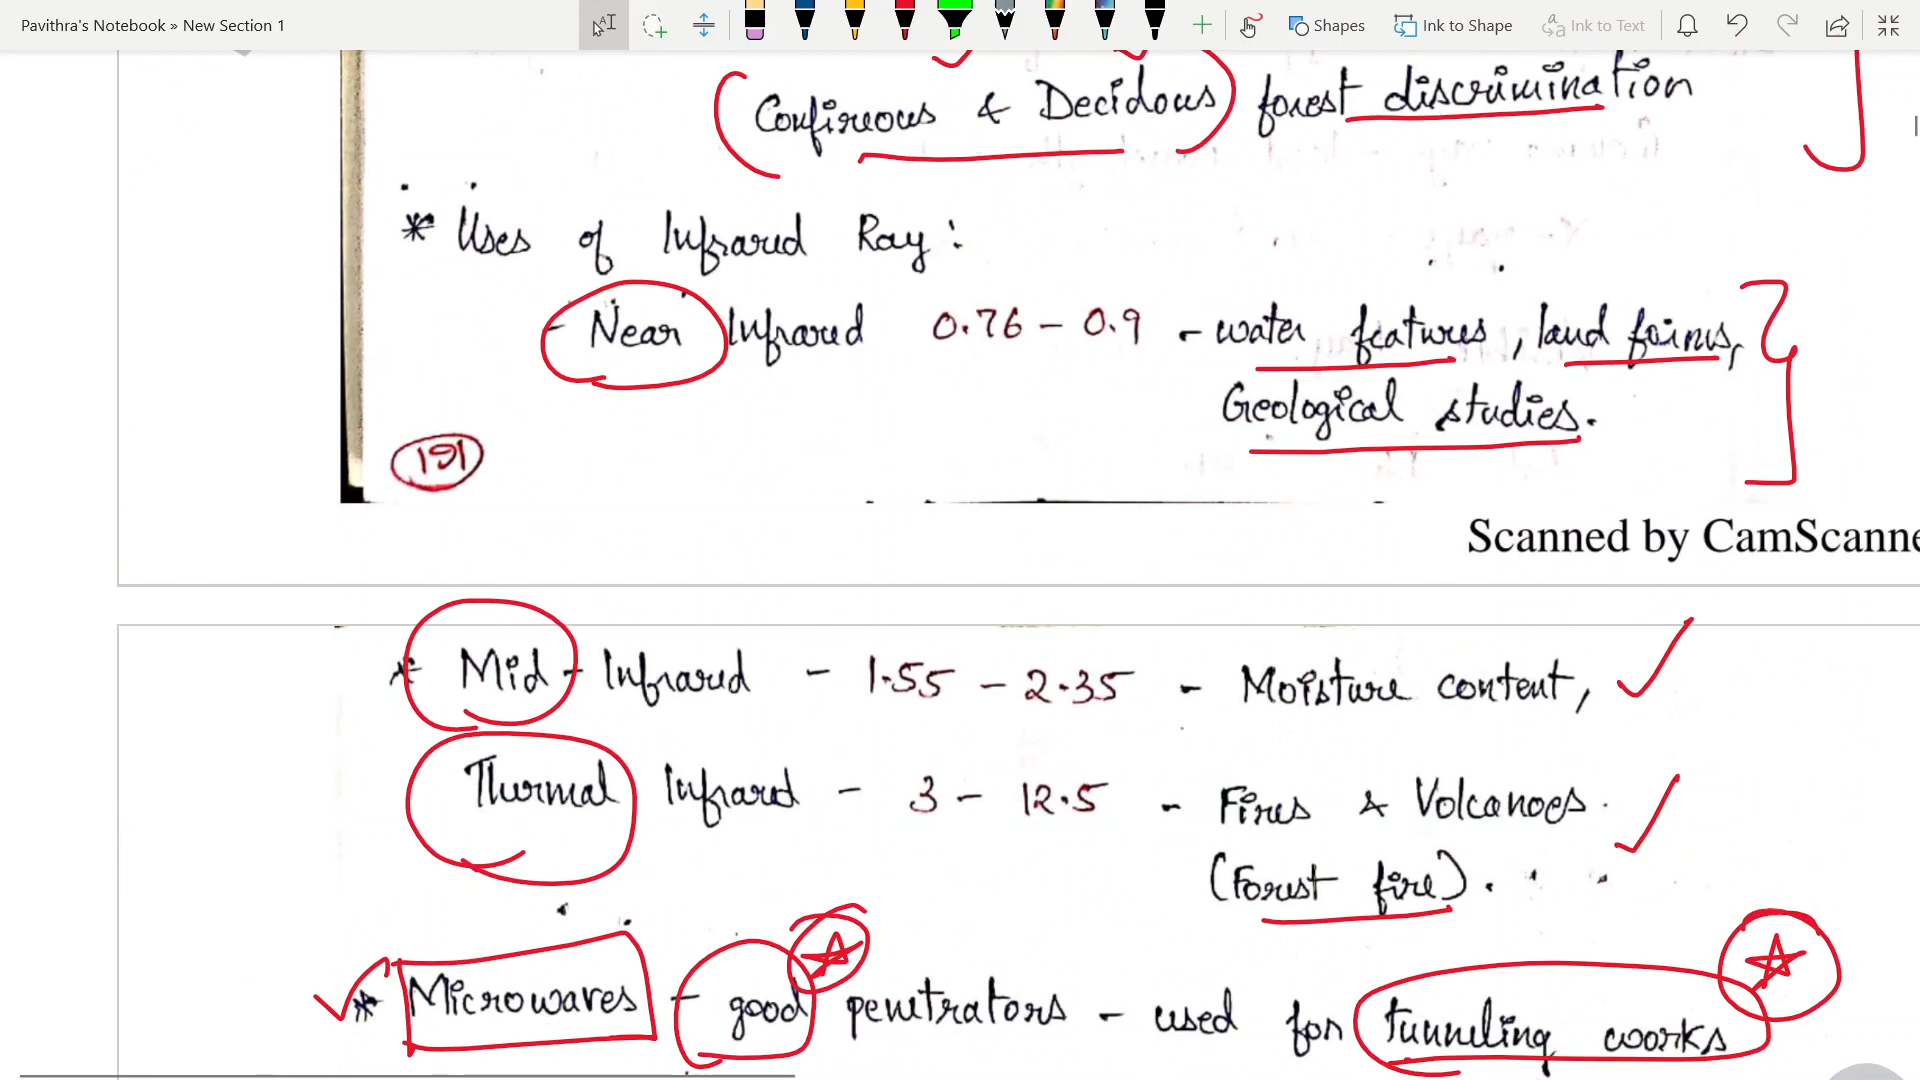 Pavithra's Notebook » New Section 1
Shapes
Ink to Shape
Ink to Text
(Confireous & Decidous) forest discrimination
* Uses of Infrared Ray:
- Near Infrared 0.76 - 0.9 - water features, land forms,
Geological studies.
191
Scanned by CamScanne
* Mid - Infrared - 1.55 - 2.35 - Moisture content,
Thermal Infrared - 3 - 12.5 - Fires & Volcanoes.
(Forest fire).
* Microwaves - good penetrators - used for tunneling works